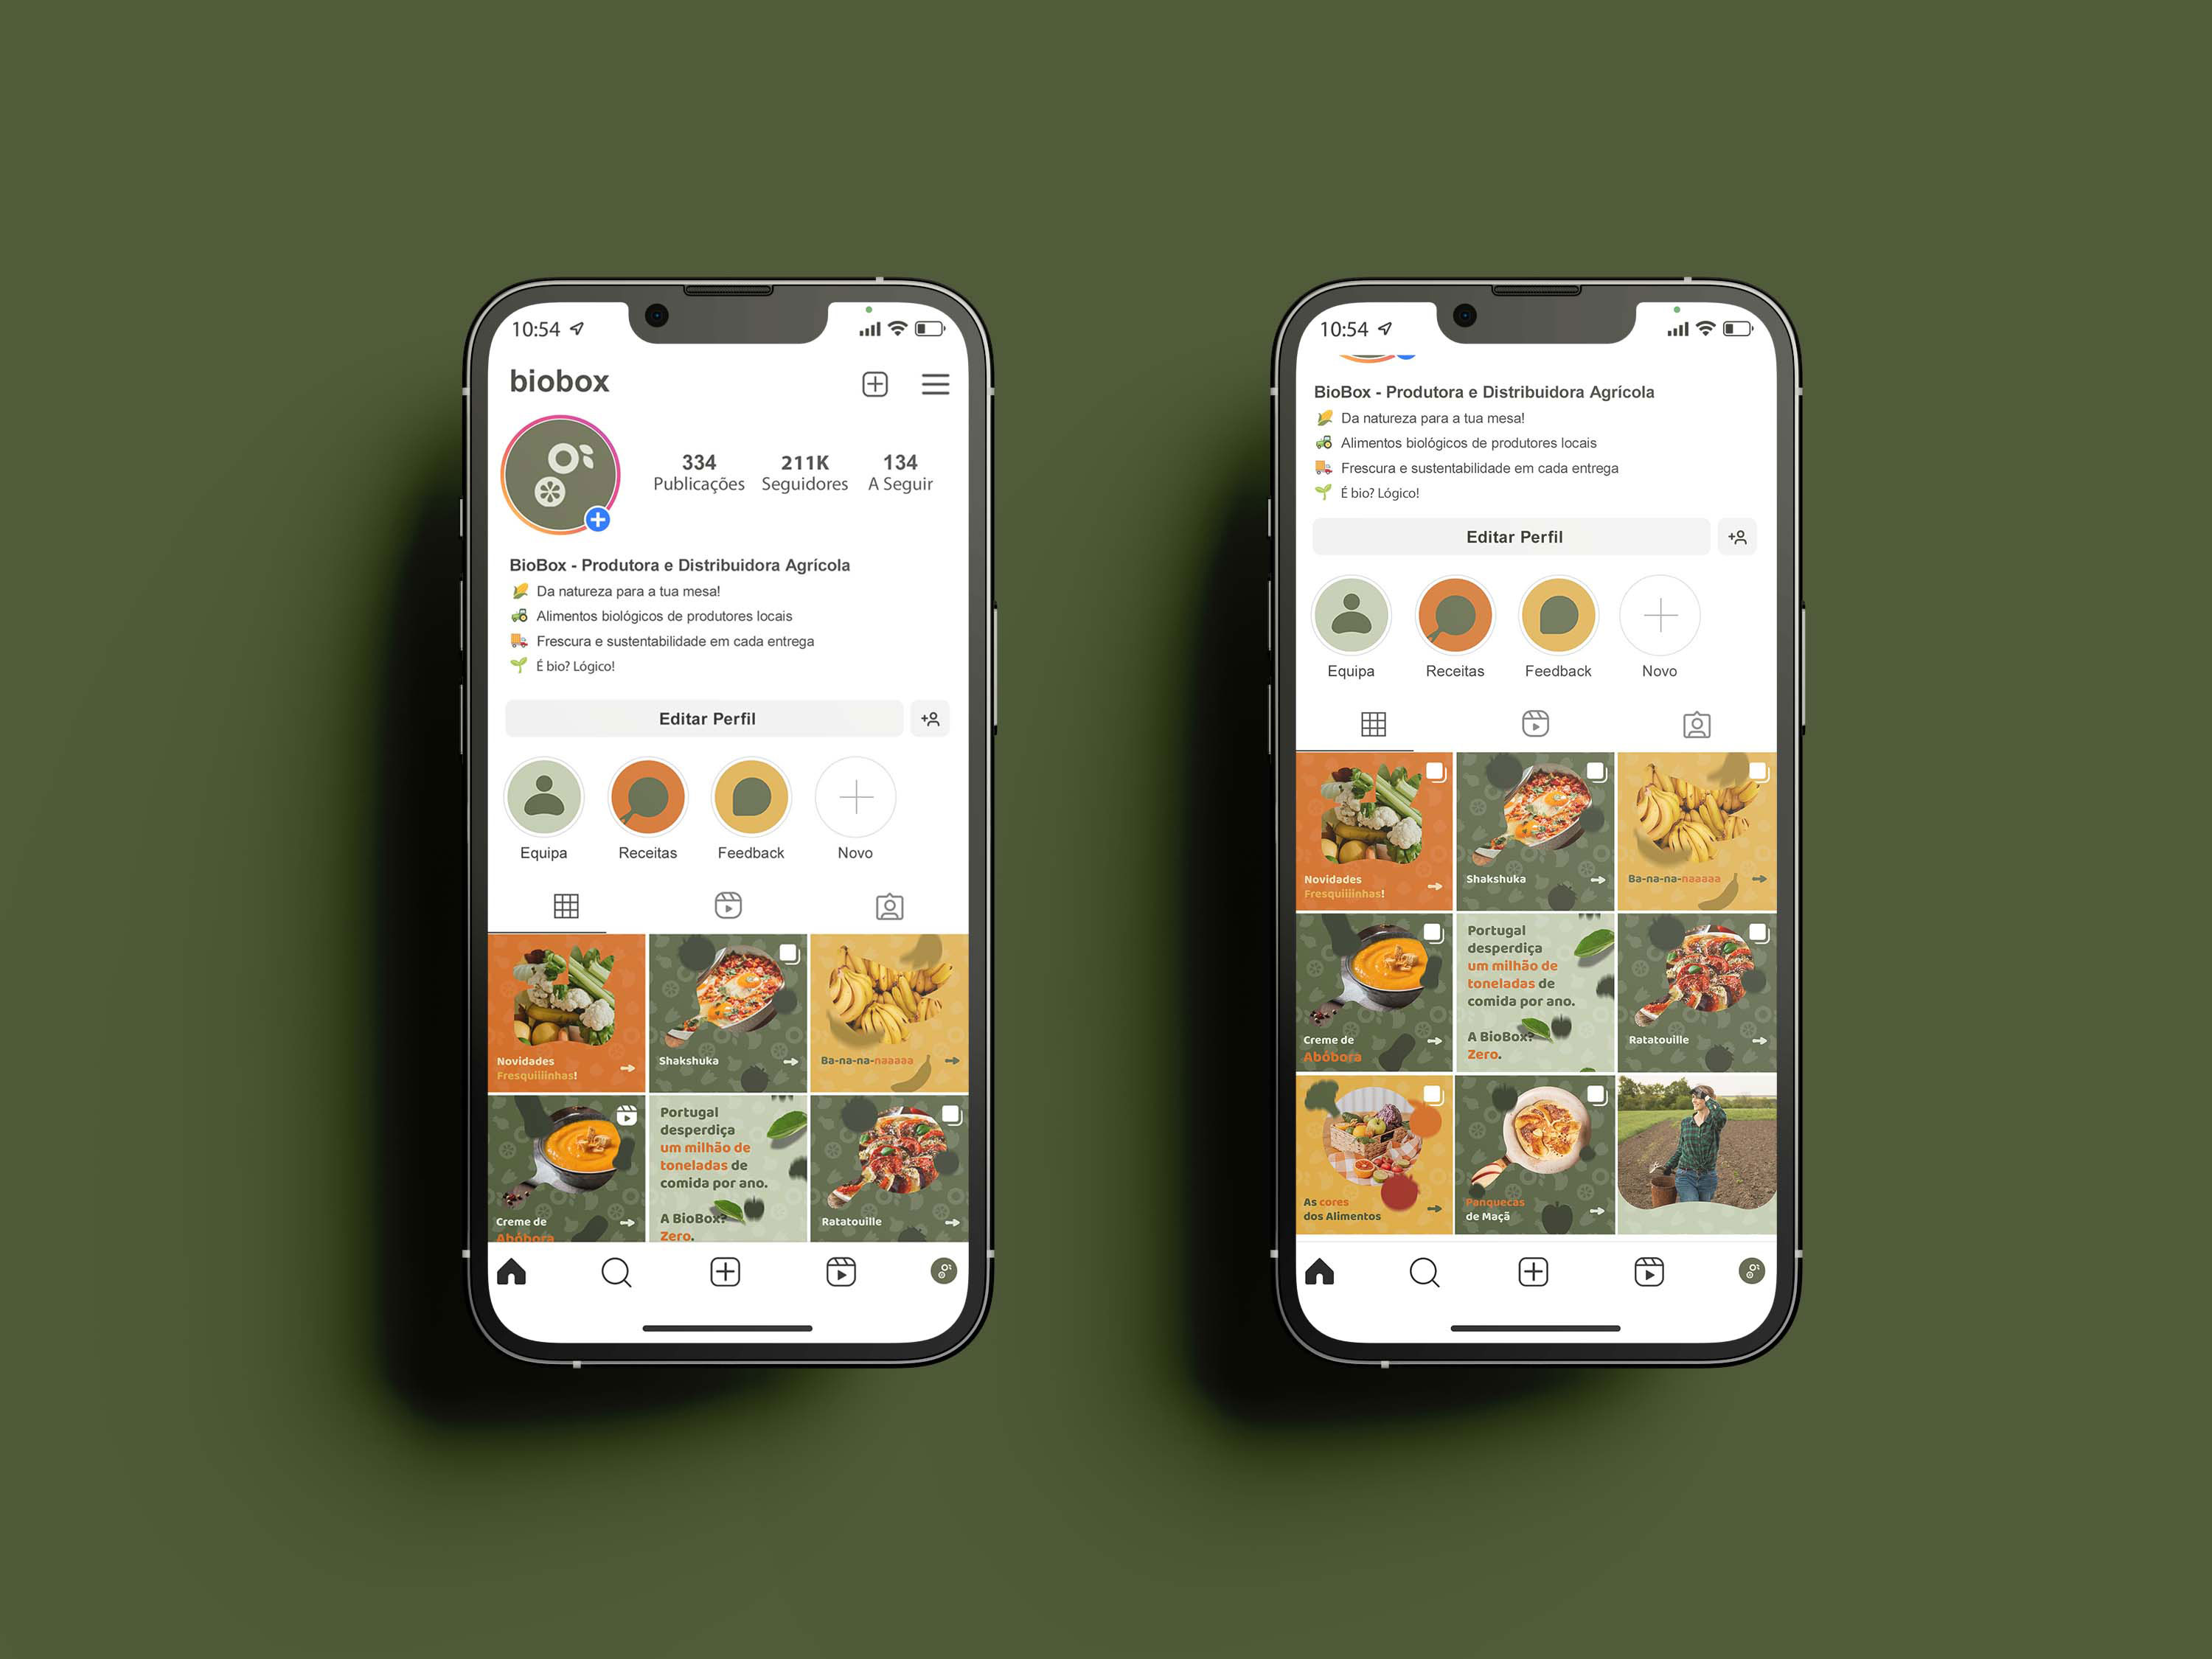 10:54
biobox
334
Publicações
211K
Seguidores
134
A Seguir
BioBox - Produtora e Distribuidora Agrícola
Da natureza para a tua mesa!
Alimentos biológicos de produtores locais
Frescura e sustentabilidade em cada entrega
É bio? Lógico!
Editar Perfil
Equipa
Receitas
Feedback
Novo
Novidades
Fresquiiiinhas!
Shakshuka
Ba-na-na-naaaaa
Creme de
Abóbora
Portugal
desperdiça
um milhão de
toneladas de
comida por ano.
A BioBox?
Zero.
Ratatouille
10:54
BioBox - Produtora e Distribuidora Agrícola
Da natureza para a tua mesa!
Alimentos biológicos de produtores locais
Frescura e sustentabilidade em cada entrega
É bio? Lógico!
Editar Perfil
Equipa
Receitas
Feedback
Novo
Novidades
Fresquiiiinhas!
Shakshuka
Ba-na-na-naaaaa
Creme de
Abóbora
Portugal
desperdiça
um milhão de
toneladas de
comida por ano.
A BioBox?
Zero.
Ratatouille
As cores
dos Alimentos
Panquecas
de Maçã